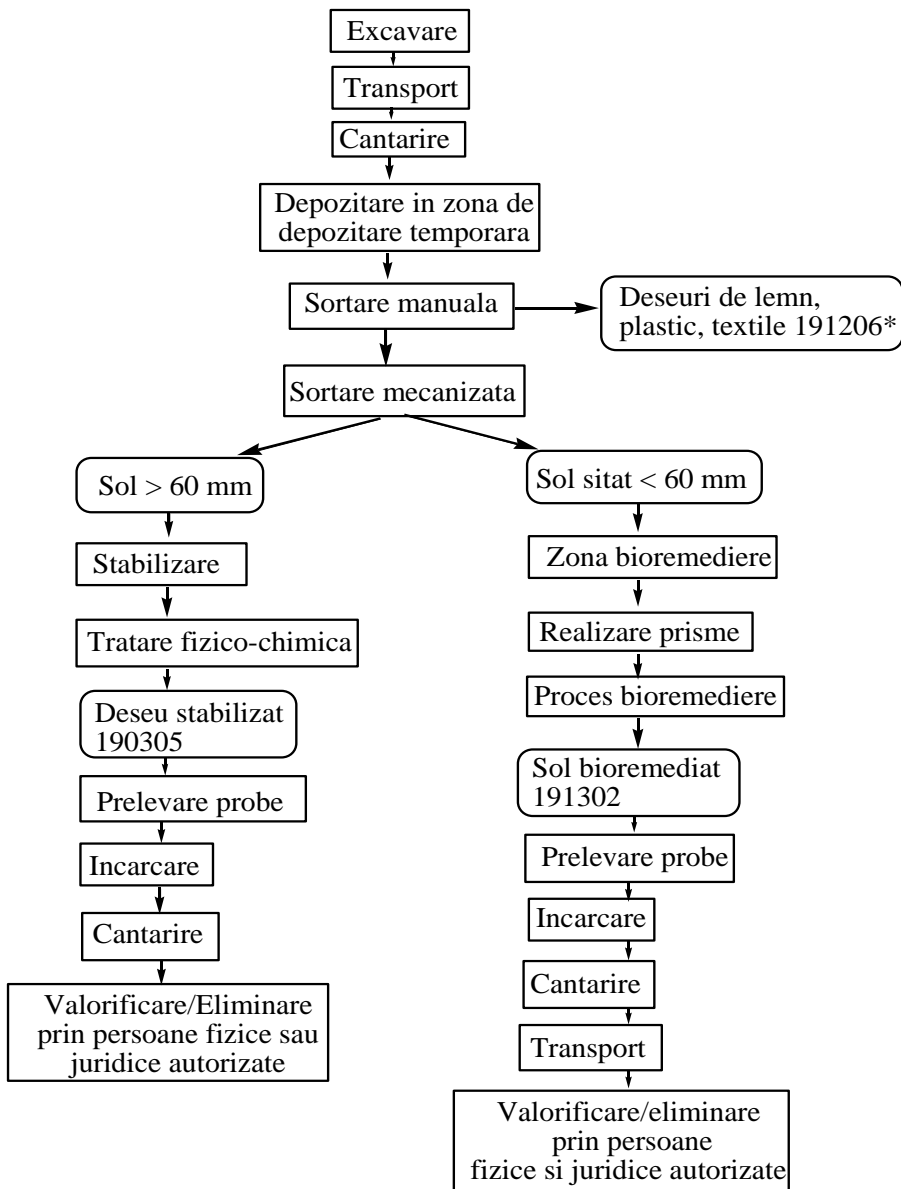 Excavare
Transport
Cantarire
Depozitare in zona de
depozitare temporara
Sortare manuala
Deseuri de lemn,
plastic, textile 191206*
Sortare mecanizata
Sol > 60 mm
Stabilizare
Tratare fizico-chimica
Deseu stabilizat
190305
Prelevare probe
Incarcare
Cantarire
Valorificare/Eliminare
prin persoane fizice sau
juridice autorizate
Sol sitat < 60 mm
Zona bioremediere
Realizare prisme
Proces bioremediere
Sol bioremediat
191302
Prelevare probe
Incarcare
Cantarire
Transport
Valorificare/eliminare
prin persoane
fizice si juridice autorizate